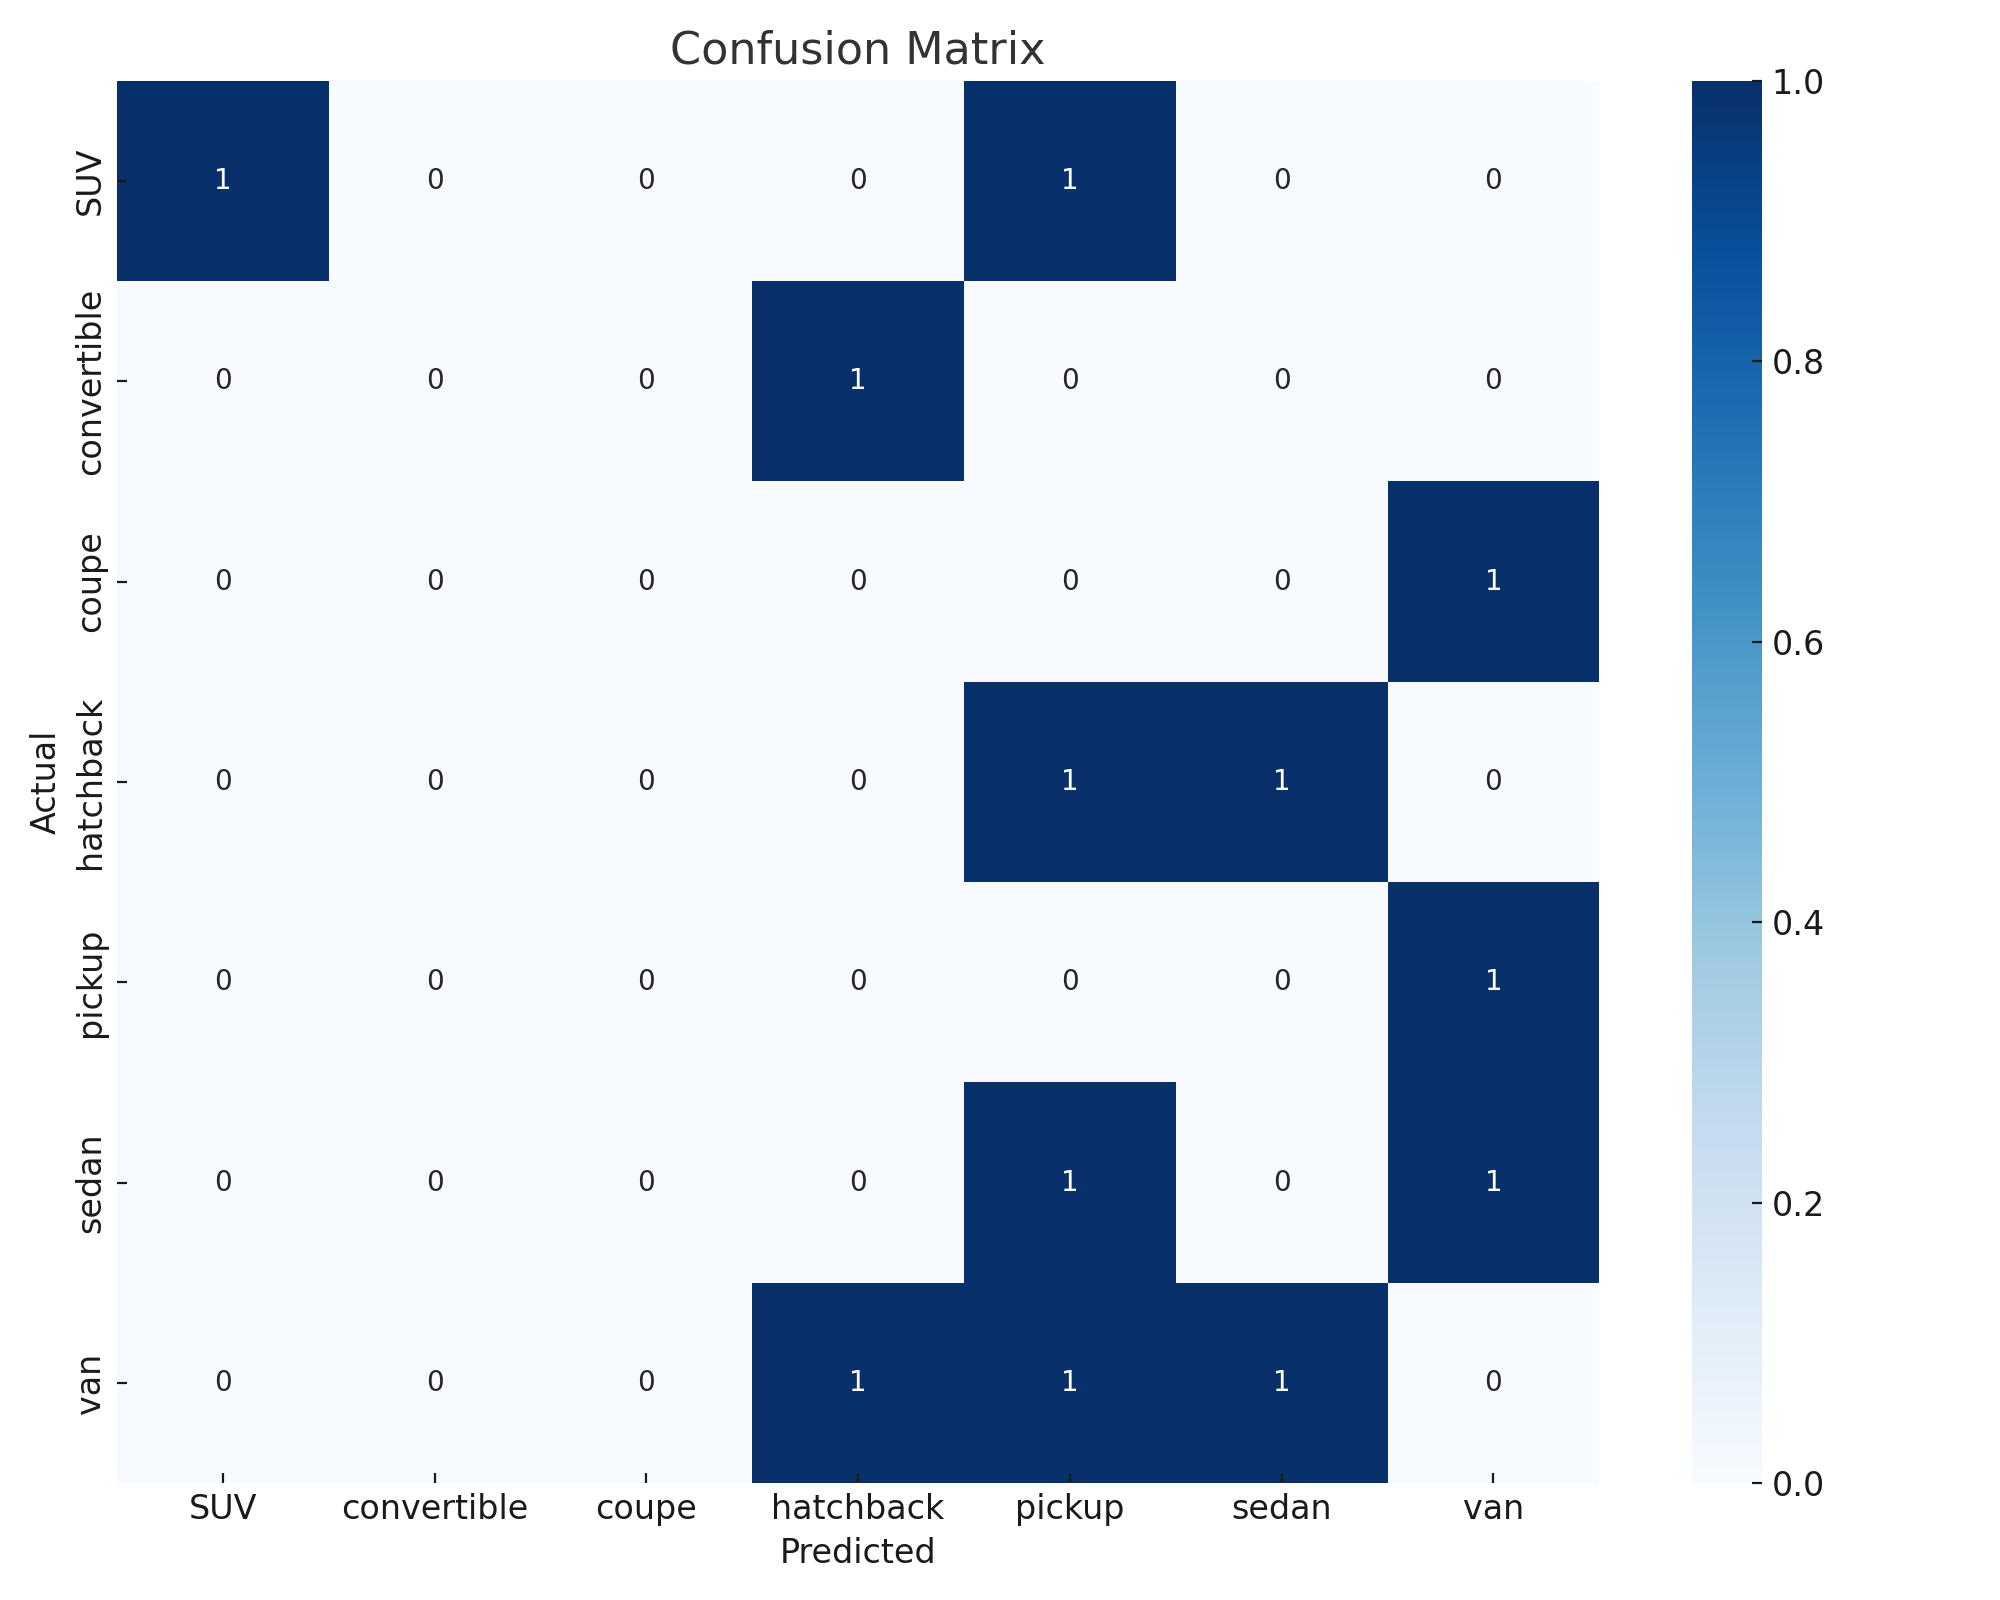 Confusion Matrix
SUV 1 0 0 0 1 0 0
convertible 0 0 0 1 0 0 0
coupe 0 0 0 0 0 0 1
hatchback 0 0 0 0 1 1 0
pickup 0 0 0 0 0 0 1
sedan 0 0 0 0 1 0 1
van 0 0 0 1 1 1 0
Actual
SUV convertible coupe hatchback pickup sedan van
Predicted
1.0
0.8
0.6
0.4
0.2
0.0